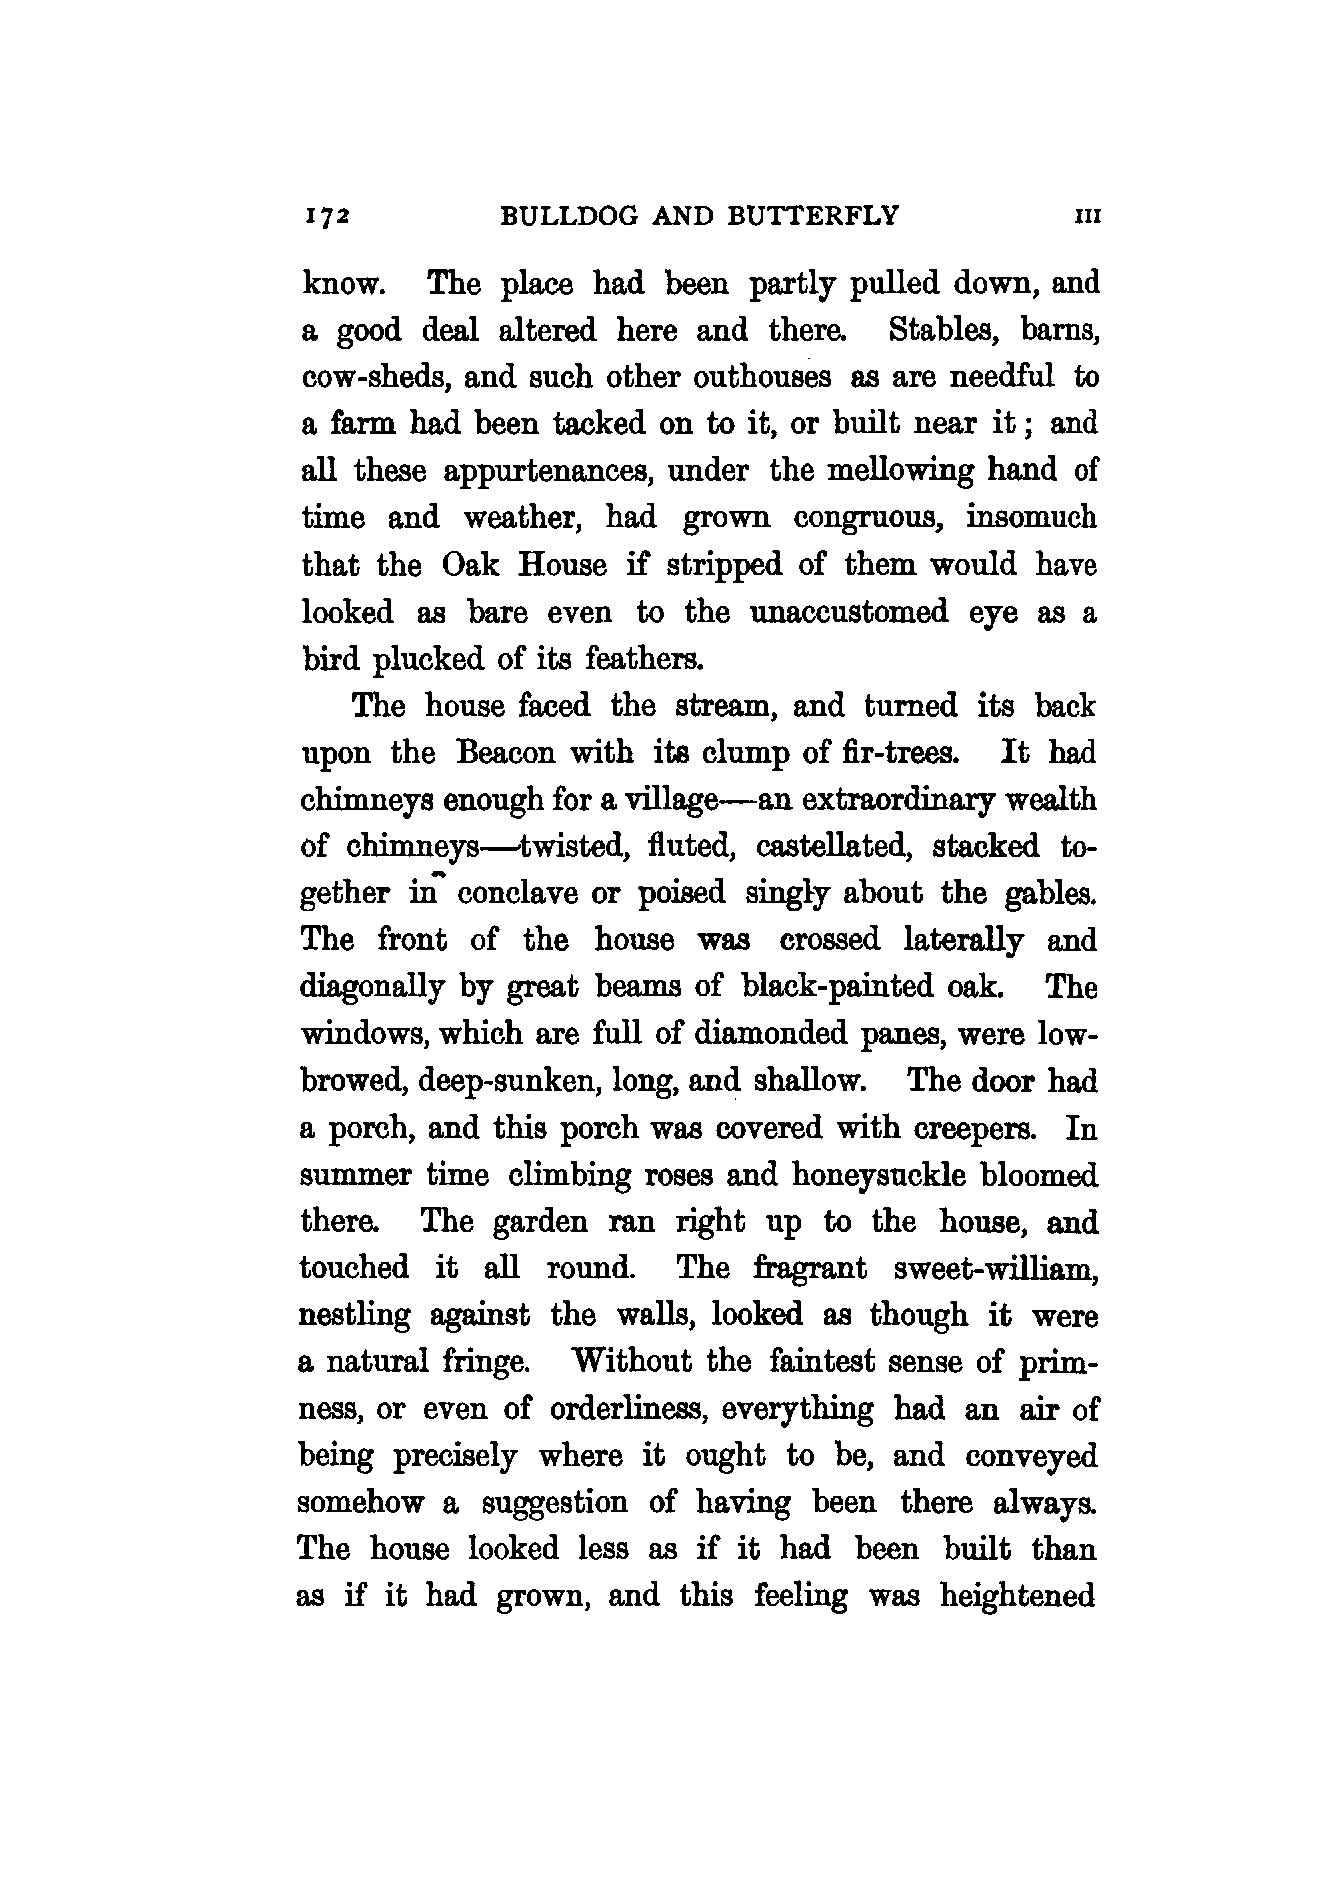 172 BULLDOG AND BUTTERFLY III
know. The place had been partly pulled down, and
a good deal altered here and there. Stables, barns,
cow-sheds, and such other outhouses as are needful to
a farm had been tacked on to it, or built near it; and
all these appurtenances, under the mellowing hand of
time and weather, had grown congruous, insomuch
that the Oak House if stripped of them would have
looked as bare even to the unaccustomed eye as a
bird plucked of its feathers.
The house faced the stream, and turned its back
upon the Beacon with its clump of fir-trees. It had
chimneys enough for a village—an extraordinary wealth
of chimneys—twisted, fluted, castellated, stacked to-
gether in conclave or poised singly about the gables.
The front of the house was crossed laterally and
diagonally by great beams of black-painted oak. The
windows, which are full of diamonded panes, were low-
browed, deep-sunken, long, and shallow. The door had
a porch, and this porch was covered with creepers. In
summer time climbing roses and honeysuckle bloomed
there. The garden ran right up to the house, and
touched it all round. The fragrant sweet-william,
nestling against the walls, looked as though it were
a natural fringe. Without the faintest sense of prim-
ness, or even of orderliness, everything had an air of
being precisely where it ought to be, and conveyed
somehow a suggestion of having been there always.
The house looked less as if it had been built than
as if it had grown, and this feeling was heightened